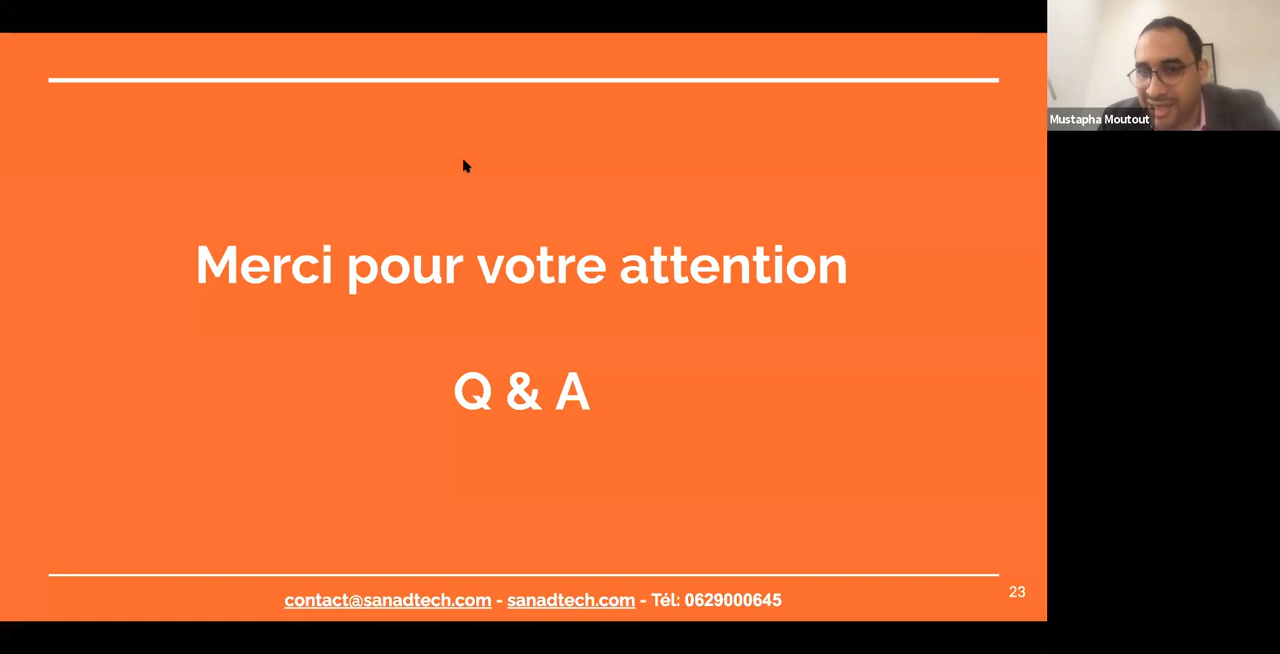 Mustapha Moutout
Merci pour votre attention
Q & A
contact@sanadtech.com - sanadtech.com - Tél: 0629000645
23